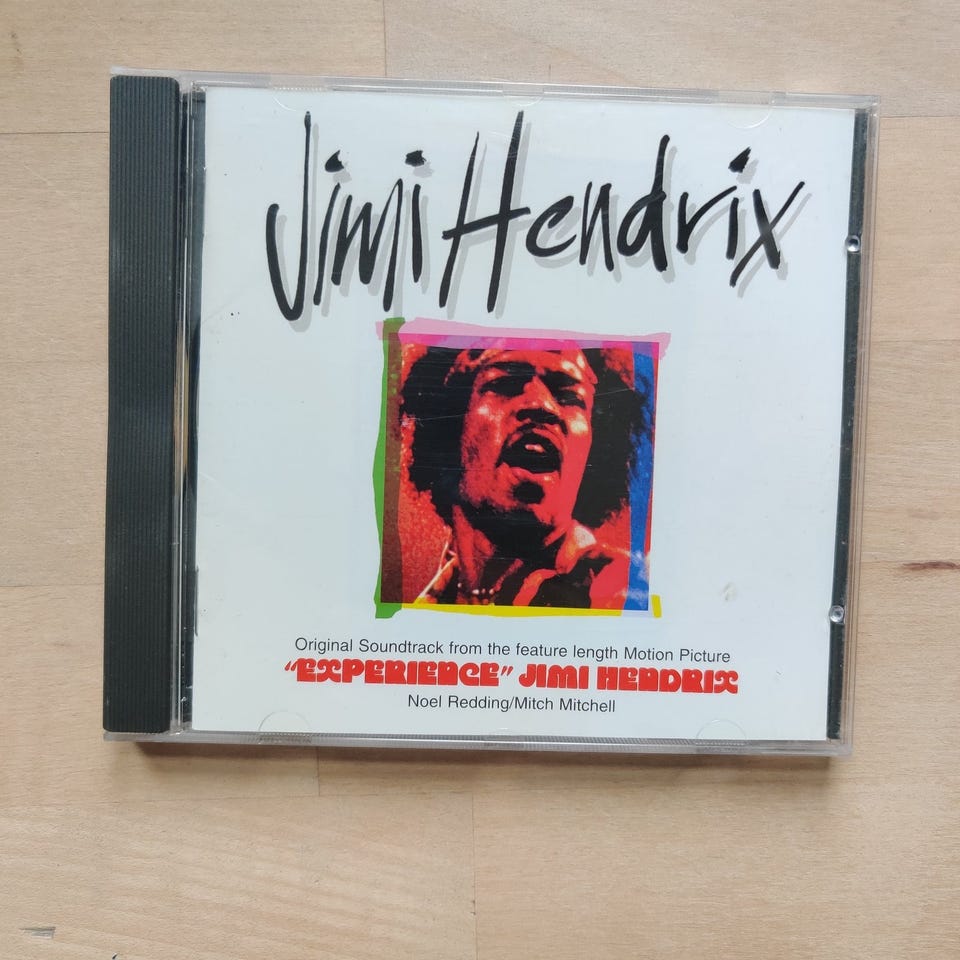 Jimi Hendrix
Original Soundtrack from the feature length Motion Picture
“EXPERIENCE” JIMI HENDRIX
Noel Redding/Mitch Mitchell